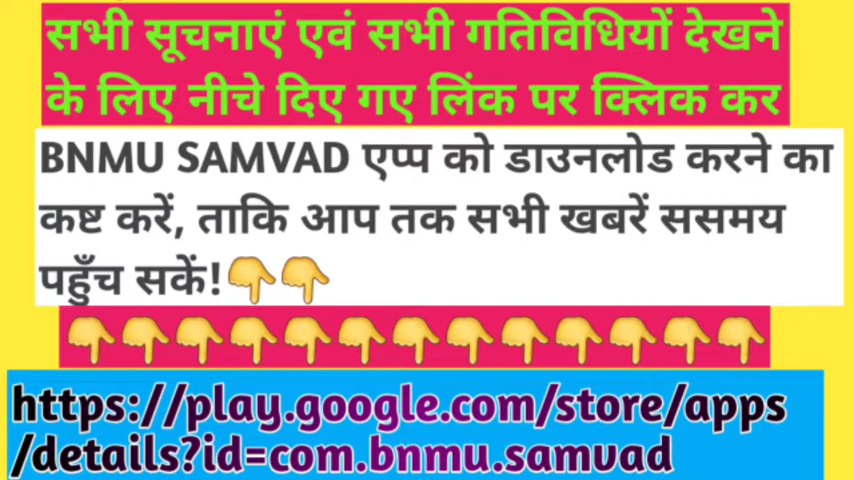 सभी सूचनाएं एवं सभी गतिविधियों देखने
के लिए नीचे दिए गए लिंक पर क्लिक कर
BNMU SAMVAD एप्प को डाउनलोड करने का
कष्ट करें, ताकि आप तक सभी खबरें ससमय
पहुँच सकें!👇👇
👇👇👇👇👇👇👇👇👇👇👇👇👇
https://play.google.com/store/apps
/details?id=com.bnmu.samvad